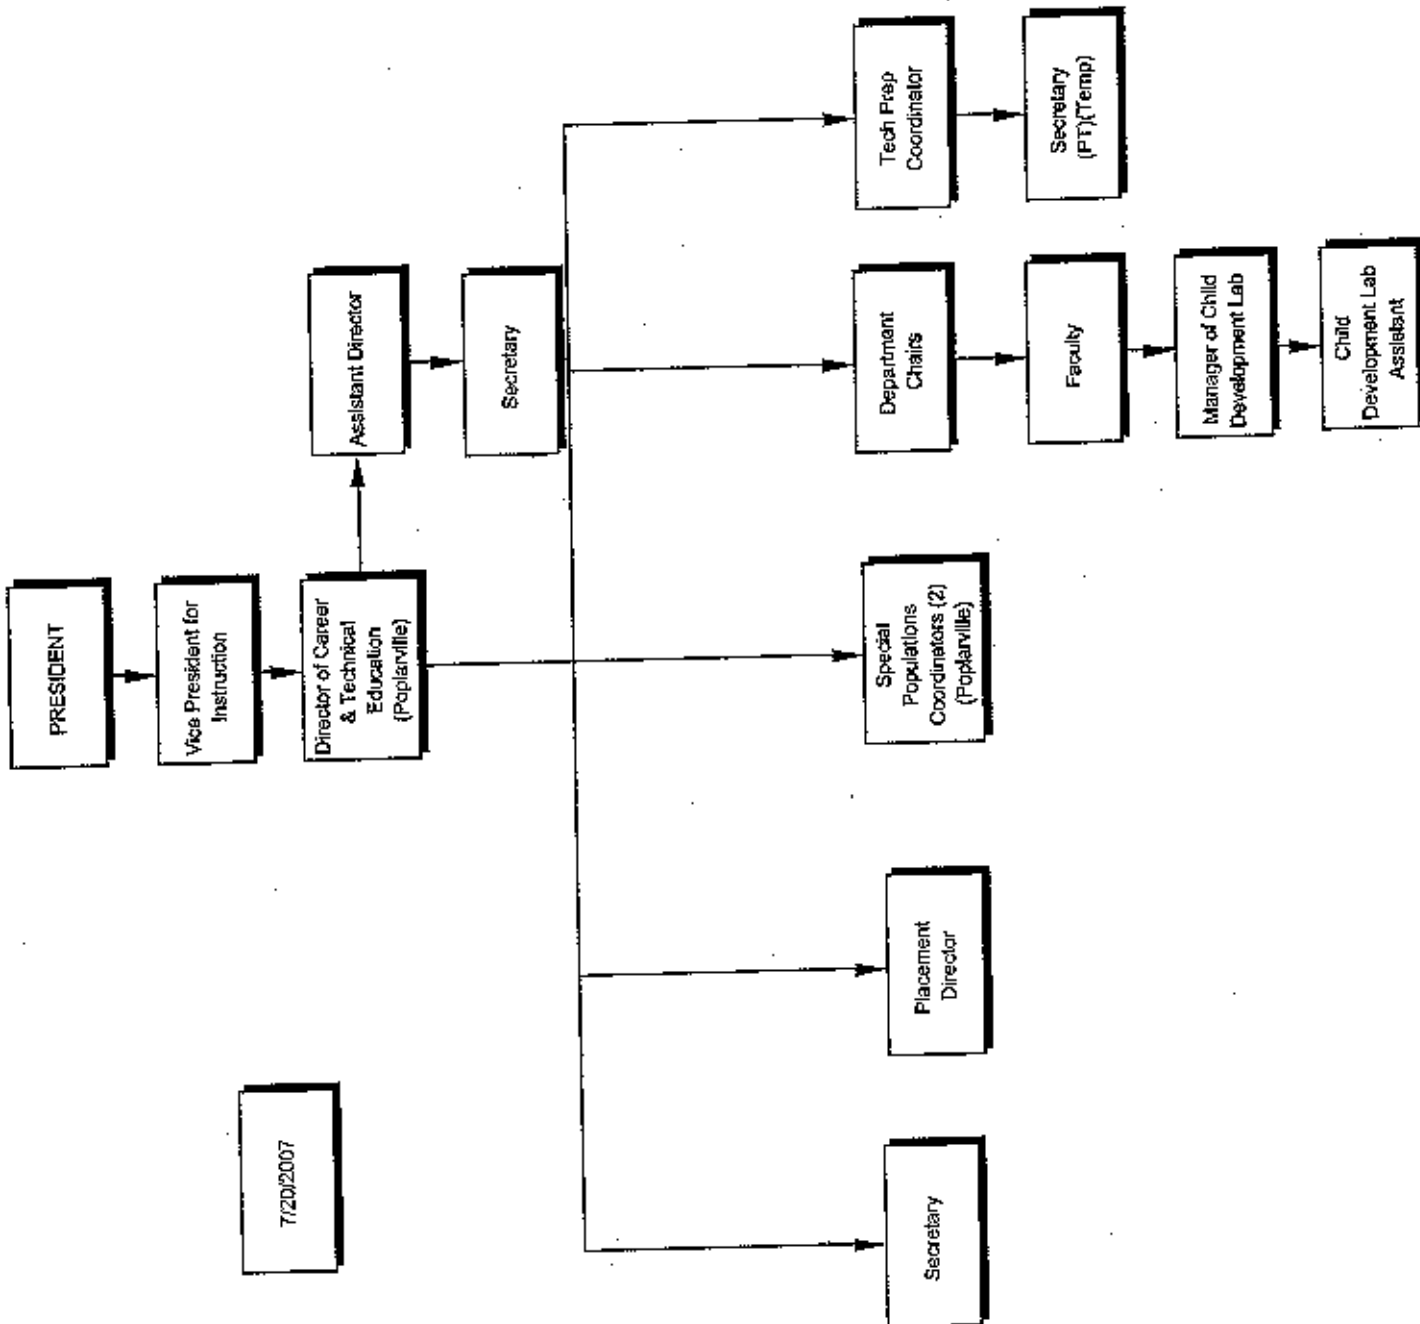 PRESIDENT
Vice President for
Instruction
Director of Career
& Technical
Education
(Poplarville)
Assistant Director
Secretary
7/20/2007
Secretary
Placement
Director
Special
Populations
Coordinators (2)
(Poplarville)
Department
Chairs
Faculty
Manager of Child
Development Lab
Child
Development Lab
Assistant
Tech Prep
Coordinator
Secretary
(PT)(Temp)